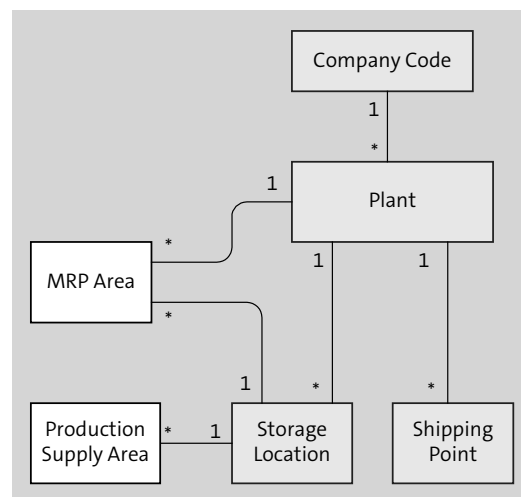 Company Code
1
*
1
Plant
*
MRP Area
1
1
*
1
*
*
Production
Supply Area
*
1
Storage
Location
Shipping
Point